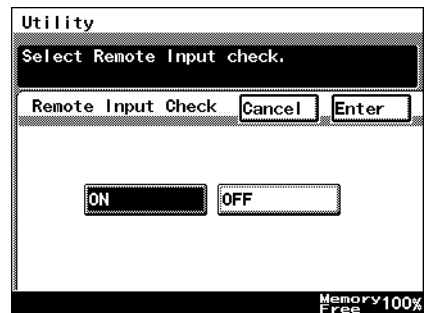 Utility
Select Remote Input check.
Remote Input Check Cancel Enter
ON OFF
Memory Free 100%